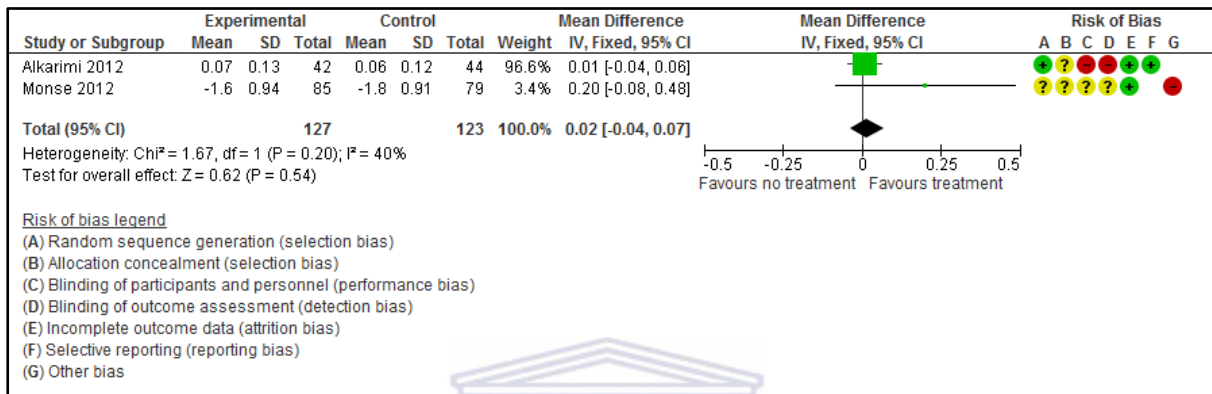 Experimental Control Mean Difference Mean Difference Risk of Bias
Study or Subgroup Mean SD Total Mean SD Total Weight IV, Fixed, 95% CI IV, Fixed, 95% CI A B C D E F G
Alkarimi 2012 0.07 0.13 42 0.06 0.12 44 96.6% 0.01 [-0.04, 0.06] + ? - - + +
Monse 2012 -1.6 0.94 85 -1.8 0.91 79 3.4% 0.20 [-0.08, 0.48] ? ? ? ? + -
Total (95% CI) 127 123 100.0% 0.02 [-0.04, 0.07]
Heterogeneity: Chi² = 1.67, df = 1 (P = 0.20); I² = 40%
Test for overall effect: Z = 0.62 (P = 0.54)
-0.5 -0.25 0 0.25 0.5
Favours no treatment Favours treatment
Risk of bias legend
(A) Random sequence generation (selection bias)
(B) Allocation concealment (selection bias)
(C) Blinding of participants and personnel (performance bias)
(D) Blinding of outcome assessment (detection bias)
(E) Incomplete outcome data (attrition bias)
(F) Selective reporting (reporting bias)
(G) Other bias